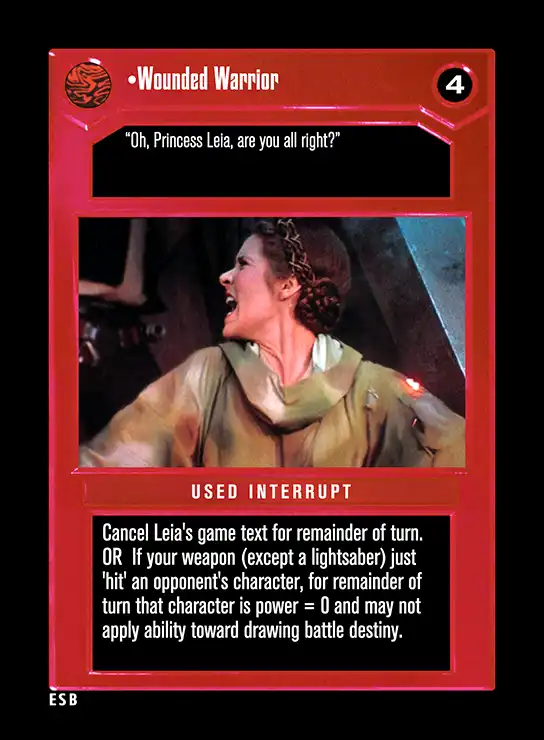 •Wounded Warrior
4
“Oh, Princess Leia, are you all right?”
USED INTERRUPT
Cancel Leia's game text for remainder of turn.
OR If your weapon (except a lightsaber) just
'hit' an opponent's character, for remainder of
turn that character is power = 0 and may not
apply ability toward drawing battle destiny.
ESB